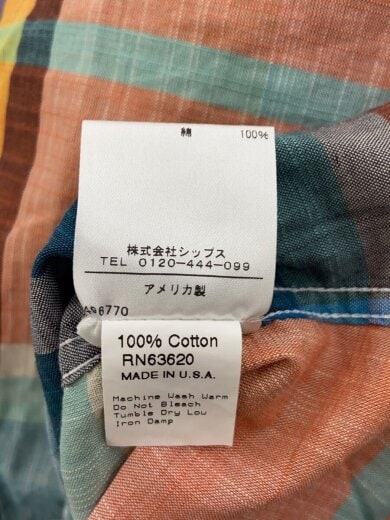 綿 100%
株式会社シップス
TEL 0120-444-099
アメリカ製
A96770
100% Cotton
RN63620
MADE IN U.S.A.
Machine Wash Warm
Do Not Bleach
Tumble Dry Low
Iron Damp